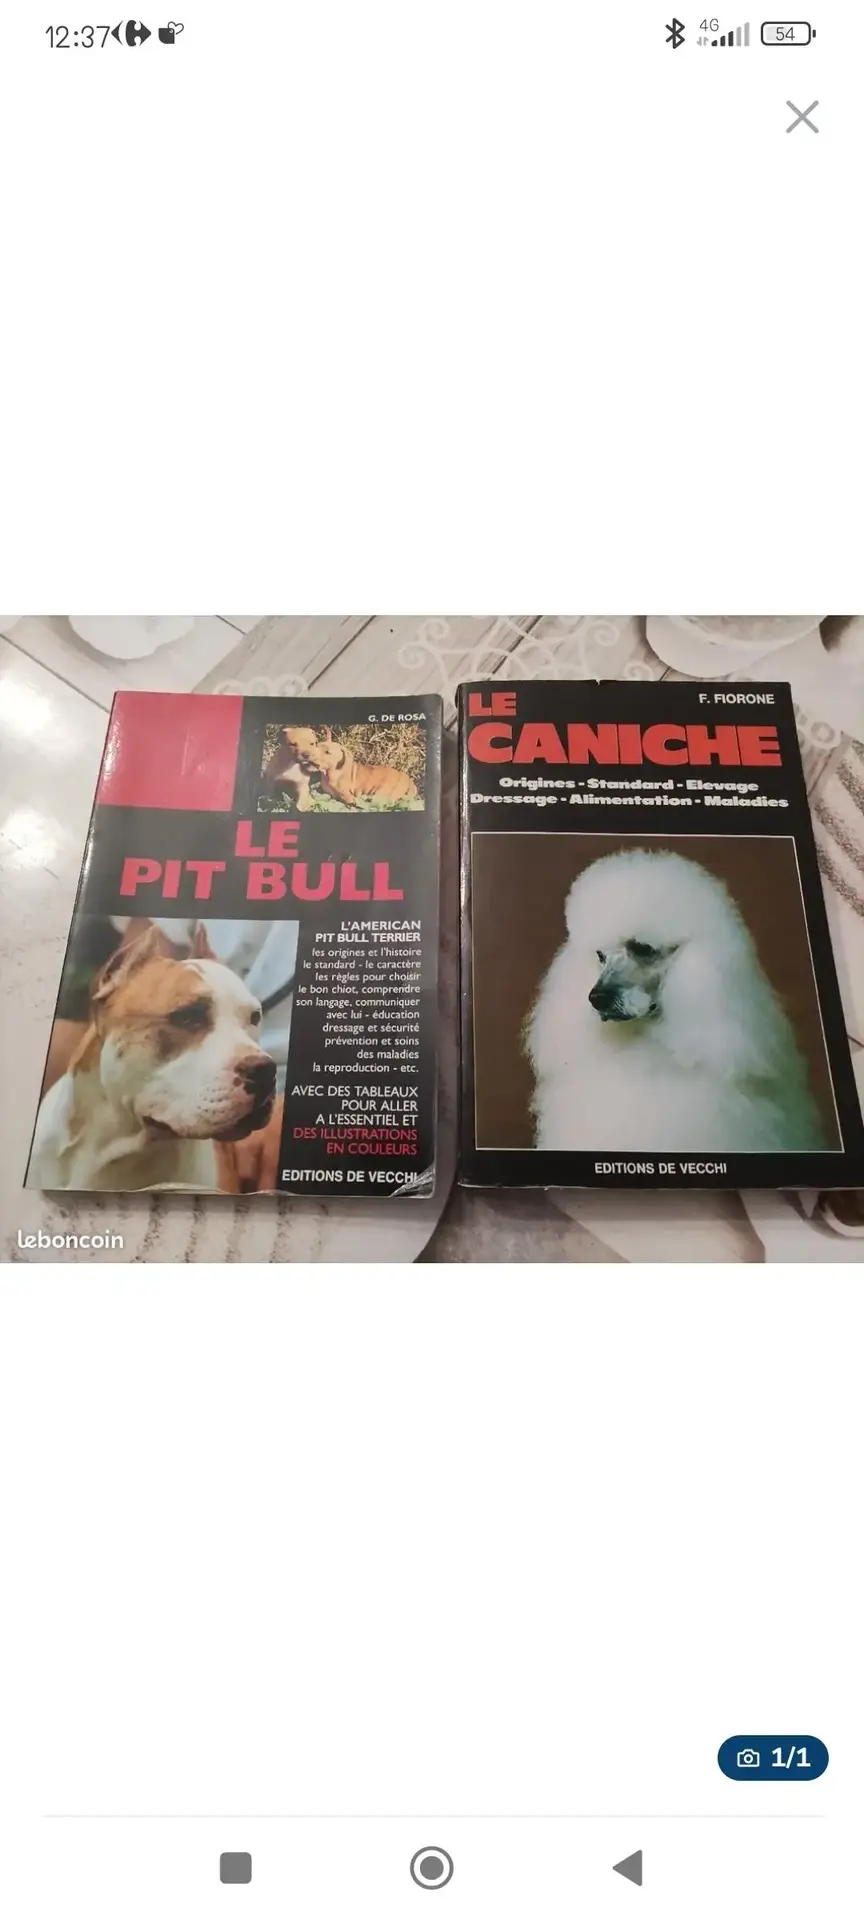 12:37
4G
54
G. DE ROSA
LE
PIT BULL
L'AMERICAN
PIT BULL TERRIER
les origines et l'histoire
le standard - le caractère
les règles pour choisir
le bon chiot, comprendre
son langage, communiquer
avec lui - éducation
dressage et sécurité
prévention et soins
des maladies
la reproduction - etc.
AVEC DES TABLEAUX
POUR ALLER
A L'ESSENTIEL ET
DES ILLUSTRATIONS
EN COULEURS
EDITIONS DE VECCHI
LE
F. FIORONE
CANICHE
Origines - Standard - Elevage
Dressage - Alimentation - Maladies
EDITIONS DE VECCHI
leboncoin
1/1